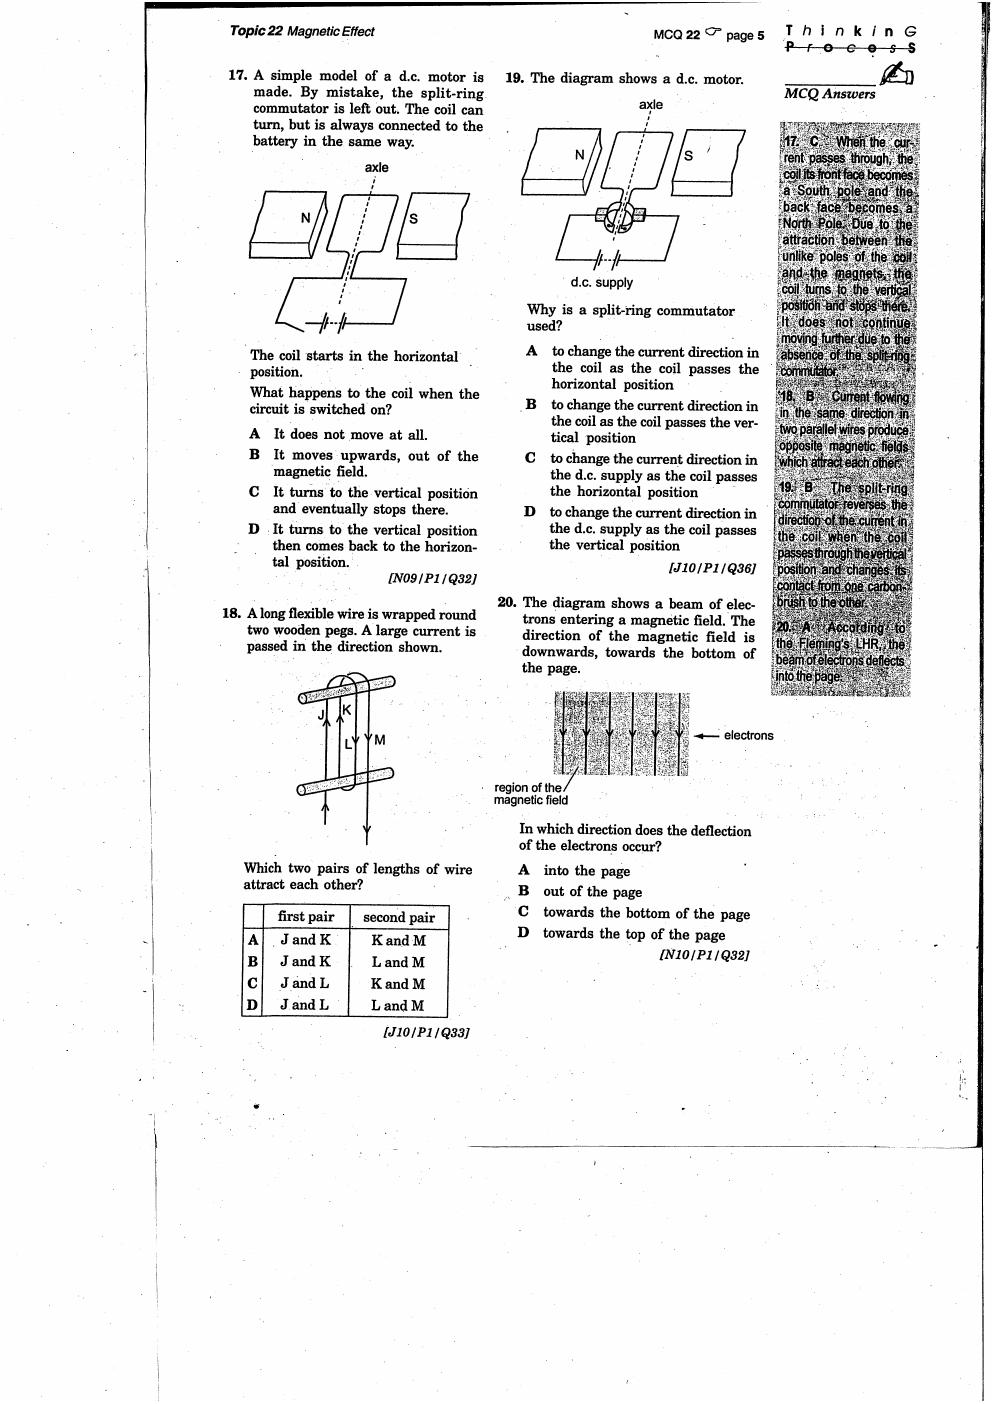 Topic 22 Magnetic Effect
MCQ 22 ☞ page 5
ThinkinG
ProcesS
MCQ Answers
17. A simple model of a d.c. motor is
made. By mistake, the split-ring
commutator is left out. The coil can
turn, but is always connected to the
battery in the same way.
axle
N
S
The coil starts in the horizontal
position.
What happens to the coil when the
circuit is switched on?
A It does not move at all.
B It moves upwards, out of the
magnetic field.
C It turns to the vertical position
and eventually stops there.
D It turns to the vertical position
then comes back to the horizon-
tal position.
[N09/P1/Q32]
18. A long flexible wire is wrapped round
two wooden pegs. A large current is
passed in the direction shown.
J
K
L
M
Which two pairs of lengths of wire
attract each other?
first pair second pair
A J and K K and M
B J and K L and M
C J and L K and M
D J and L L and M
[J10/P1/Q33]
19. The diagram shows a d.c. motor.
axle
N
S
d.c. supply
Why is a split-ring commutator
used?
A to change the current direction in
the coil as the coil passes the
horizontal position
B to change the current direction in
the coil as the coil passes the ver-
tical position
C to change the current direction in
the d.c. supply as the coil passes
the horizontal position
D to change the current direction in
the d.c. supply as the coil passes
the vertical position
[J10/P1/Q36]
20. The diagram shows a beam of elec-
trons entering a magnetic field. The
direction of the magnetic field is
downwards, towards the bottom of
the page.
electrons
region of the
magnetic field
In which direction does the deflection
of the electrons occur?
A into the page
B out of the page
C towards the bottom of the page
D towards the top of the page
[N10/P1/Q32]
17. C When the cur-
rent passes through, the
coil its front face becomes
a South pole and the
back face becomes a
North Pole. Due to the
attraction between the
unlike poles of the coil
and the magnets, the
coil turns to the vertical
position and stops there.
It does not continue
moving further due to the
absence of the split-ring
commutator.
18. B Current flowing
in the same direction in
two parallel wires produce
opposite magnetic fields
which attract each other.
19. B The split-ring
commutator reverses the
direction of the current in
the coil when the coil
passes through the vertical
position and changes its
contact from one carbon-
brush to the other.
20. A According to
the Fleming's LHR, the
beam of electrons deflects
into the page.